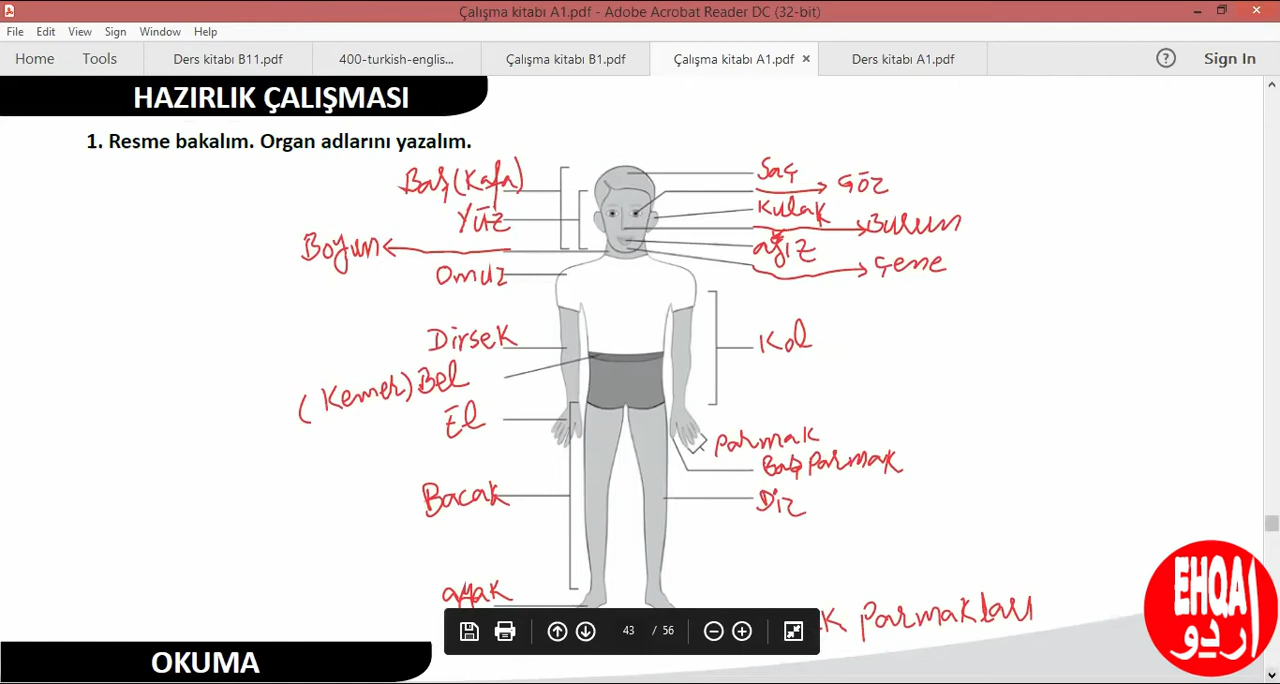 Çalışma kitabı A1.pdf - Adobe Acrobat Reader DC (32-bit)
File Edit View Sign Window Help
Home Tools Ders kitabı B11.pdf 400-turkish-englis... Çalışma kitabı B1.pdf Çalışma kitabı A1.pdf × Ders kitabı A1.pdf ? Sign In
HAZIRLIK ÇALIŞMASI
1. Resme bakalım. Organ adlarını yazalım.
Baş (Kafa) Saç
Göz
Yüz Kulak
Burun
Boyun ağız
Çene
Omuz
Dirsek Kol
(Kemer) Bel
El
Parmak
Baş Parmak
Bacak Diz
ayak
Parmakları
43 / 56
OKUMA
EHQA
اردو